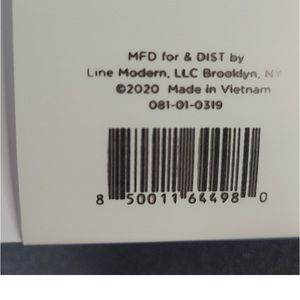 MFD for & DIST by
Line Modern, LLC Brooklyn, NY
©2020 Made in Vietnam
081-01-0319
8 50011 64498 0